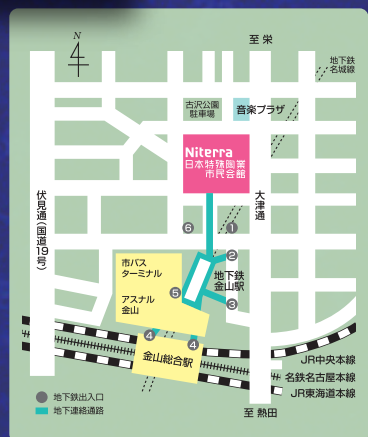 N
至 栄
地下鉄
名城線
古沢公園
駐車場
音楽プラザ
Niterra
日本特殊陶業
市民会館
伏見通(国道19号)
大津通
⑥
①
②
市バス
ターミナル
地下鉄
金山駅
アスナル
金山
⑤
③
④
④
金山総合駅
JR中央本線
名鉄名古屋本線
JR東海道本線
地下鉄出入口
地下連絡通路
至 熱田